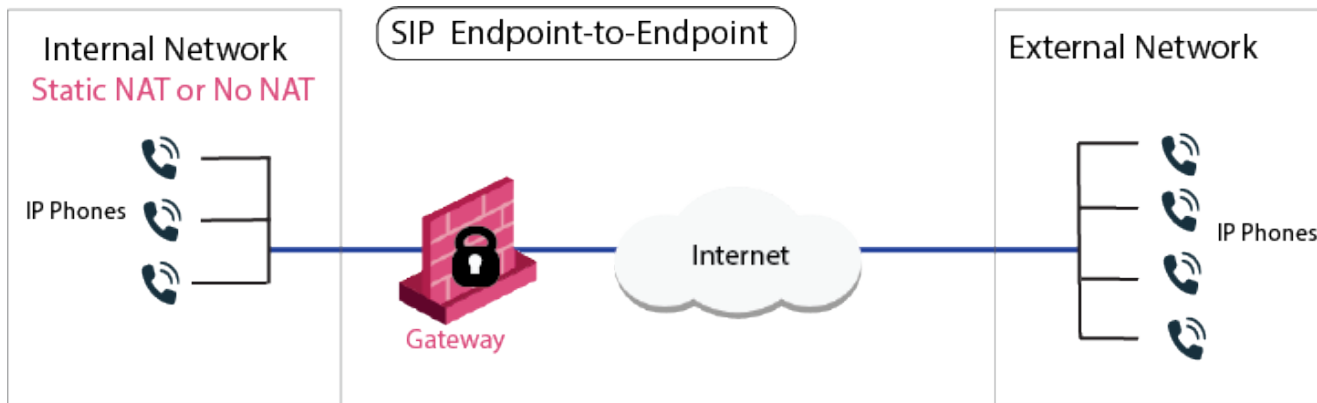 SIP Endpoint-to-Endpoint
Internal Network
Static NAT or No NAT
IP Phones
Gateway
Internet
External Network
IP Phones